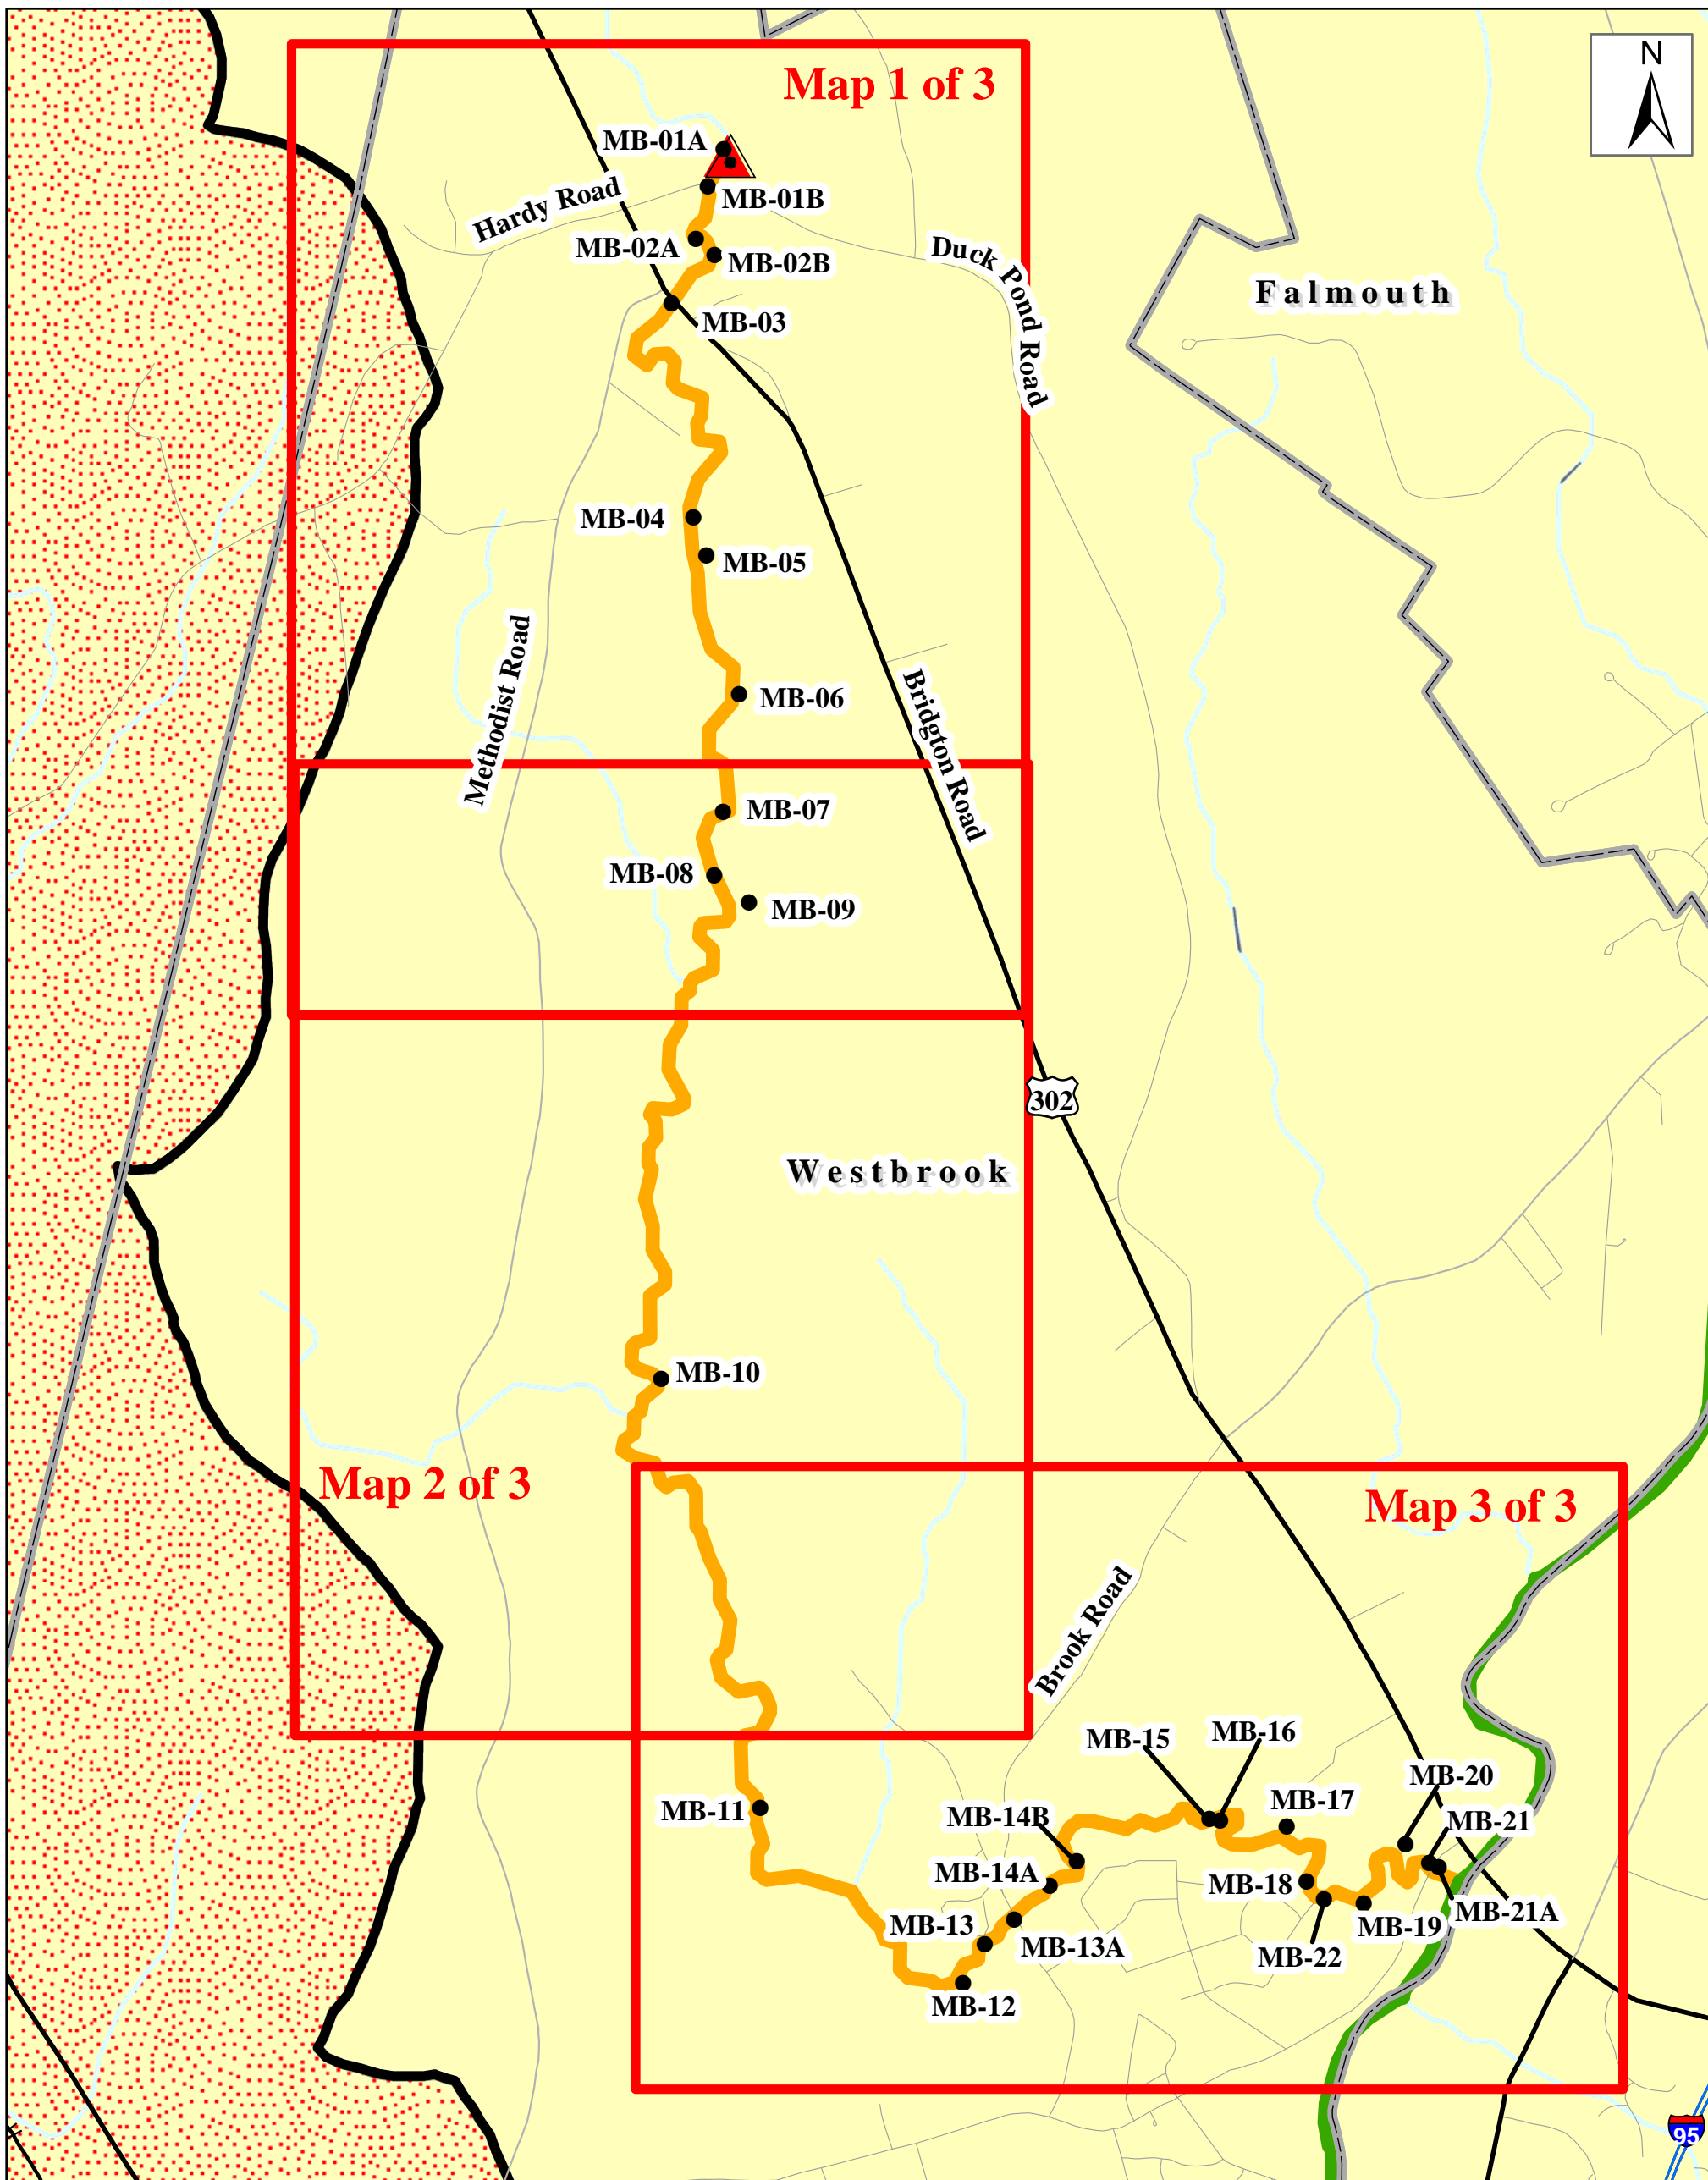 N
Map 1 of 3
MB-01A
Hardy Road
MB-01B
MB-02A
MB-02B
Duck Pond Road
Falmouth
MB-03
MB-04
MB-05
Methodist Road
MB-06
Bridgton Road
MB-07
MB-08
MB-09
302
Westbrook
MB-10
Map 2 of 3
Map 3 of 3
Brook Road
MB-15
MB-16
MB-20
MB-17
MB-11
MB-14B
MB-21
MB-14A
MB-18
MB-21A
MB-13
MB-19
MB-13A
MB-22
MB-12
95